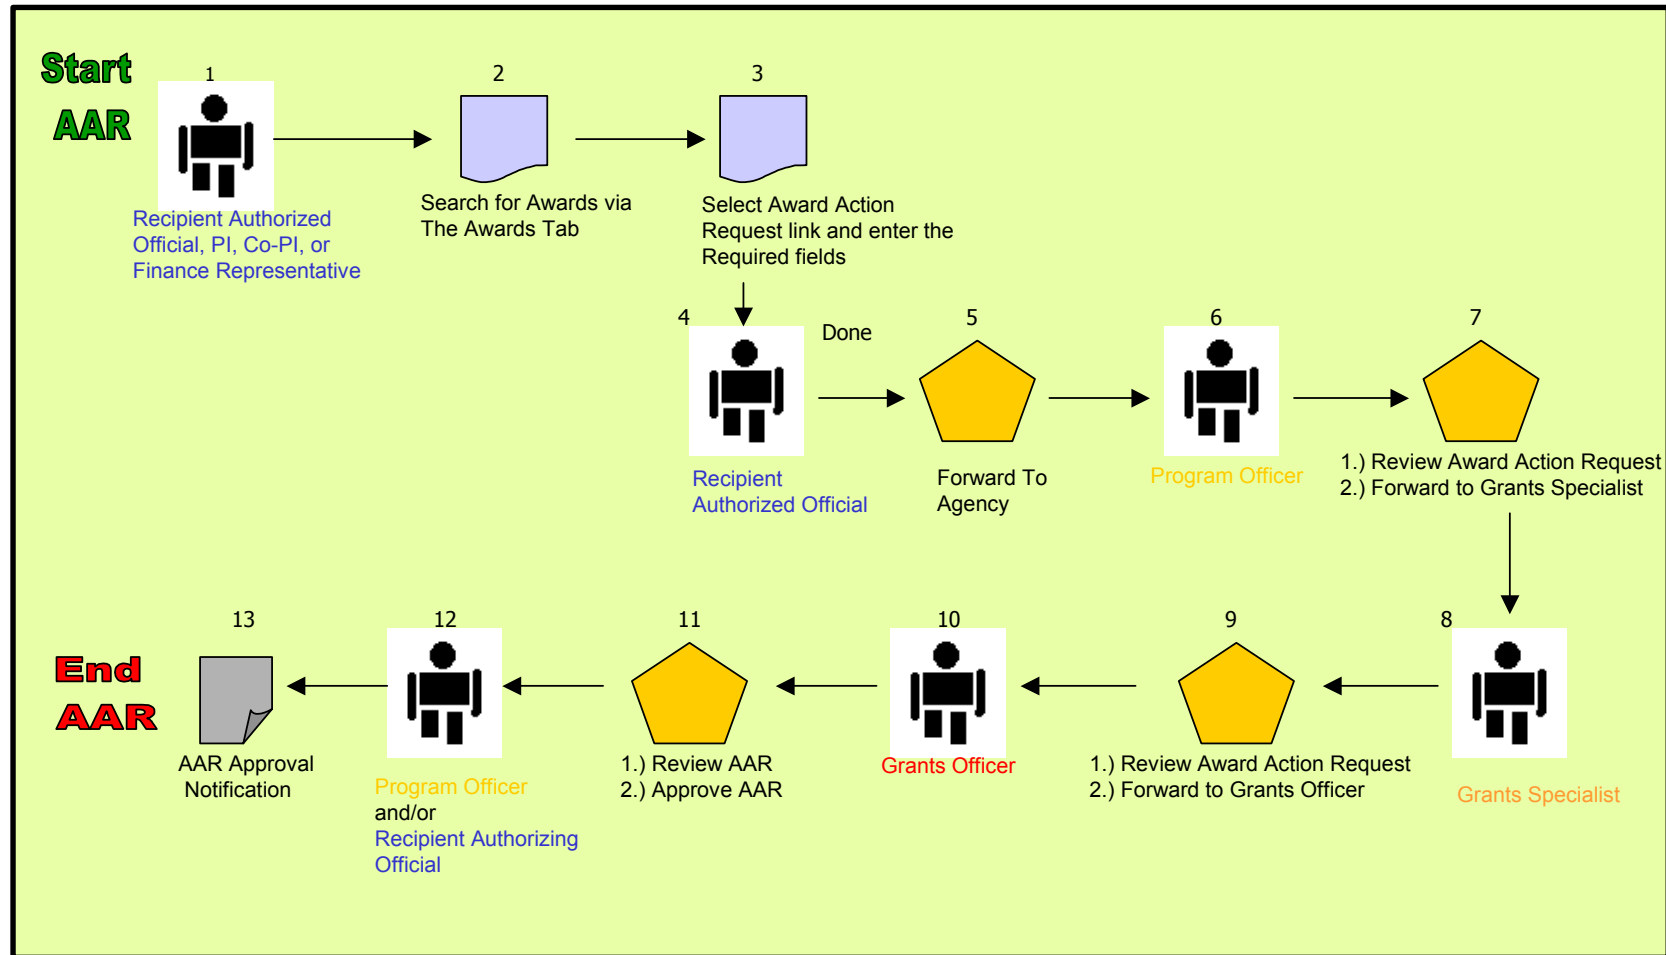 Start
AAR
1
2
3
Recipient Authorized
Official, PI, Co-PI, or
Finance Representative
Search for Awards via
The Awards Tab
Select Award Action
Request link and enter the
Required fields
4
Done
5
6
7
Recipient
Authorized Official
Forward To
Agency
Program Officer
1.) Review Award Action Request
2.) Forward to Grants Specialist
13
12
11
10
9
8
End
AAR
AAR Approval
Notification
Program Officer
and/or
Recipient Authorizing
Official
1.) Review AAR
2.) Approve AAR
Grants Officer
1.) Review Award Action Request
2.) Forward to Grants Officer
Grants Specialist